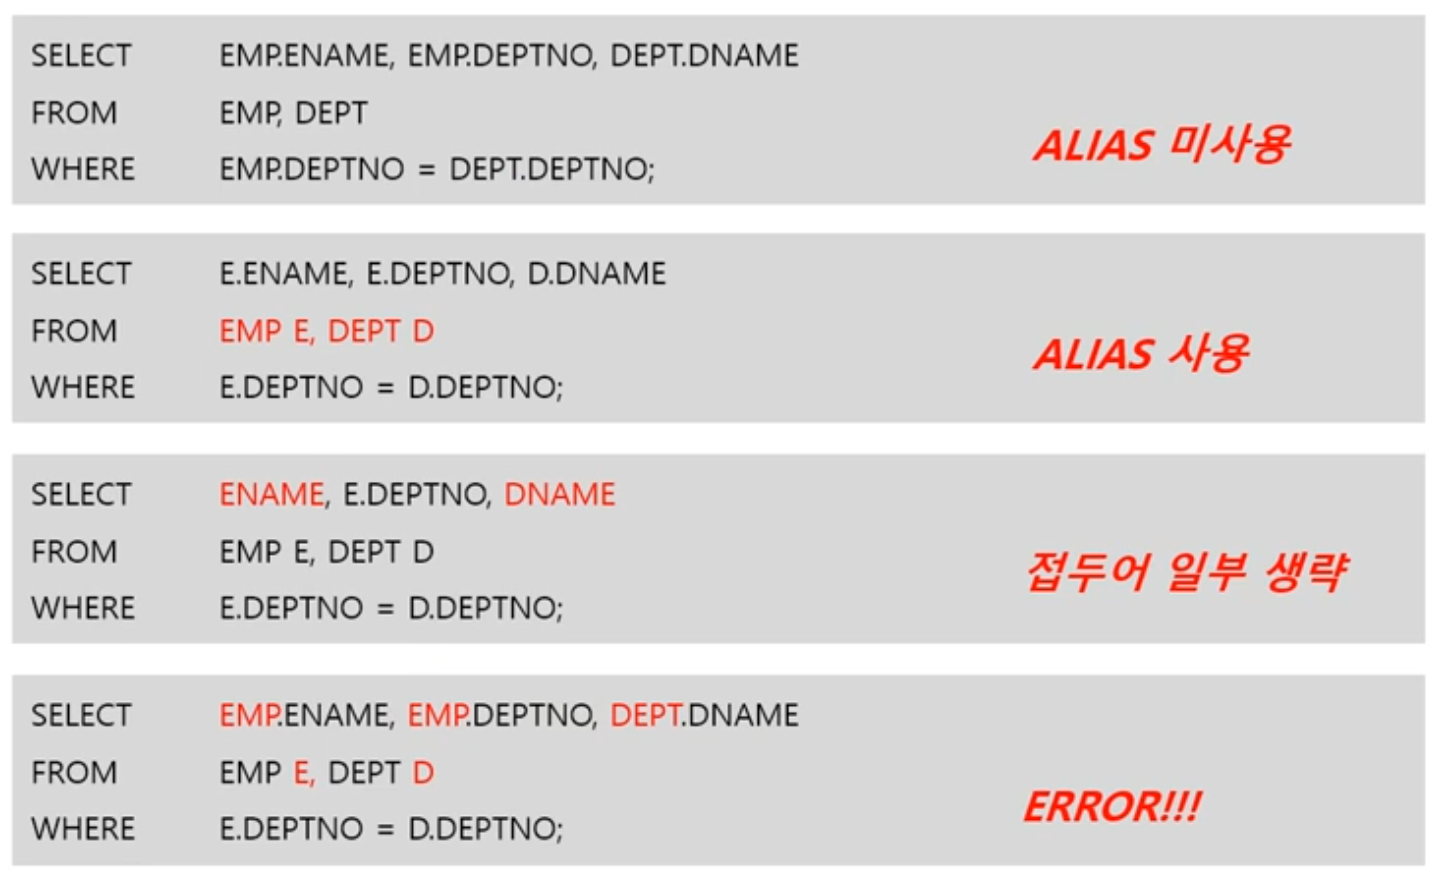 SELECT EMP.ENAME, EMP.DEPTNO, DEPT.DNAME
FROM EMP, DEPT
WHERE EMP.DEPTNO = DEPT.DEPTNO;
ALIAS 미사용
SELECT E.ENAME, E.DEPTNO, D.DNAME
FROM EMP E, DEPT D
WHERE E.DEPTNO = D.DEPTNO;
ALIAS 사용
SELECT ENAME, E.DEPTNO, DNAME
FROM EMP E, DEPT D
WHERE E.DEPTNO = D.DEPTNO;
접두어 일부 생략
SELECT EMP.ENAME, EMP.DEPTNO, DEPT.DNAME
FROM EMP E, DEPT D
WHERE E.DEPTNO = D.DEPTNO;
ERROR!!!